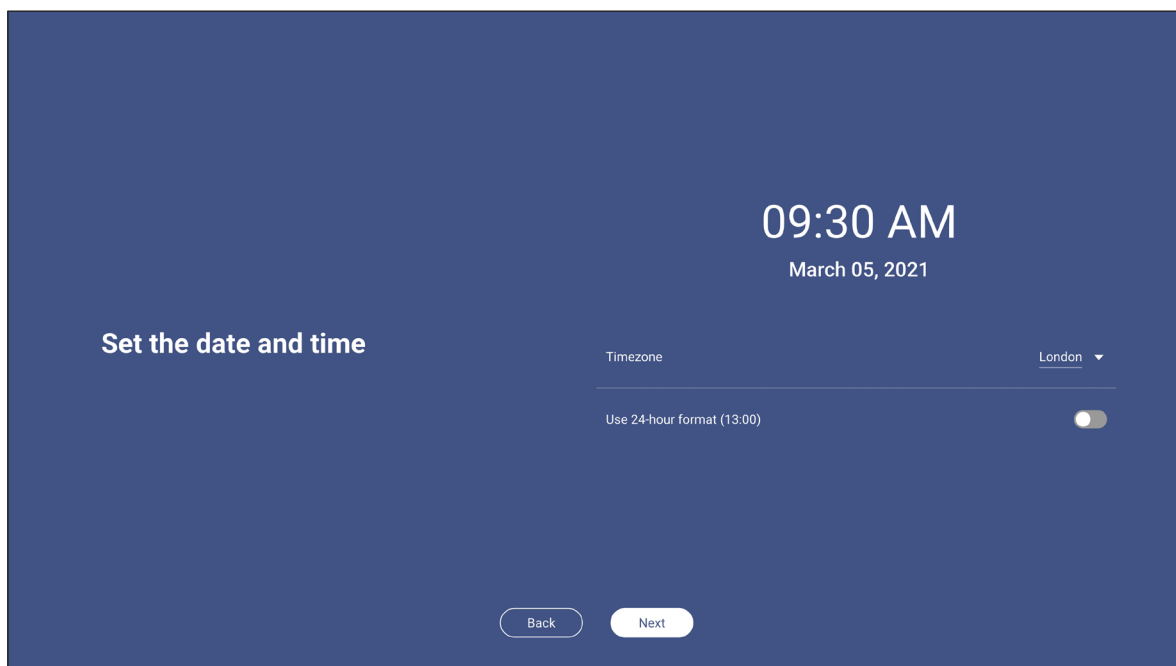 Set the date and time
09:30 AM
March 05, 2021
Timezone London
Use 24-hour format (13:00)
Back Next